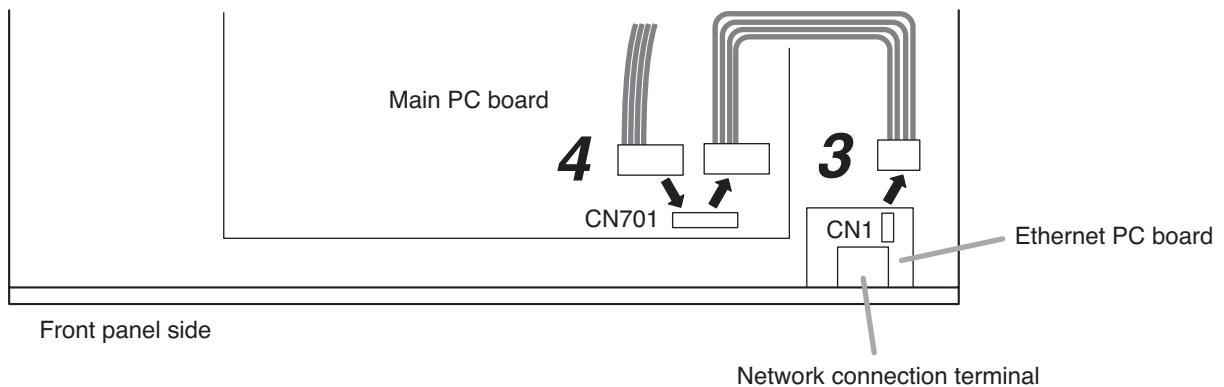 Main PC board
4
3
CN701
CN1
Ethernet PC board
Front panel side
Network connection terminal